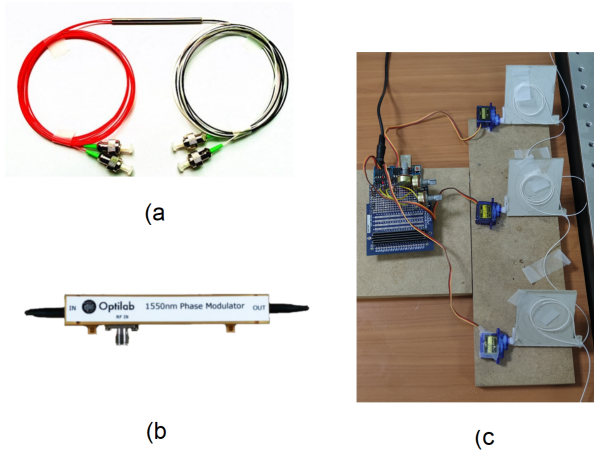 (a)
IN Optilab 1550nm Phase Modulator OUT
RF IN
(b)
(c)